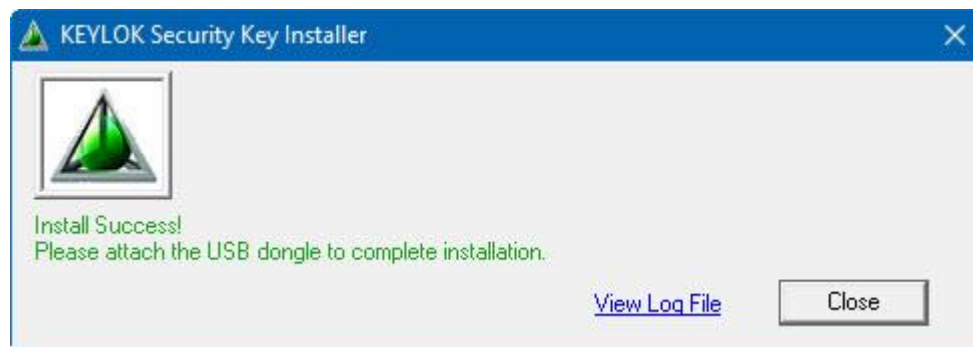 KEYLOK Security Key Installer
Install Success!
Please attach the USB dongle to complete installation.
View Log File
Close